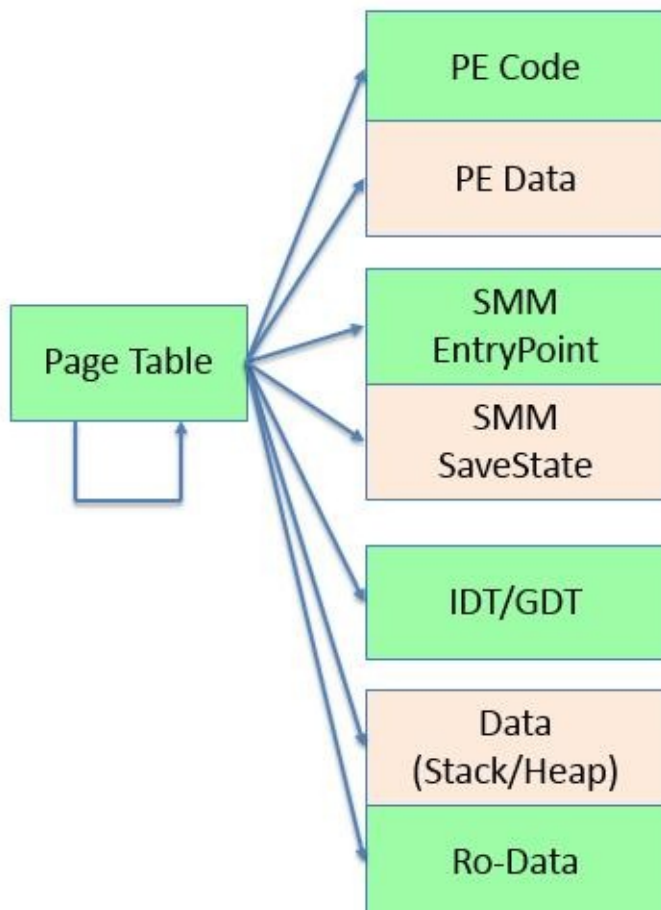 PE Code
PE Data
Page Table
SMM
EntryPoint
SMM
SaveState
IDT/GDT
Data
(Stack/Heap)
Ro-Data